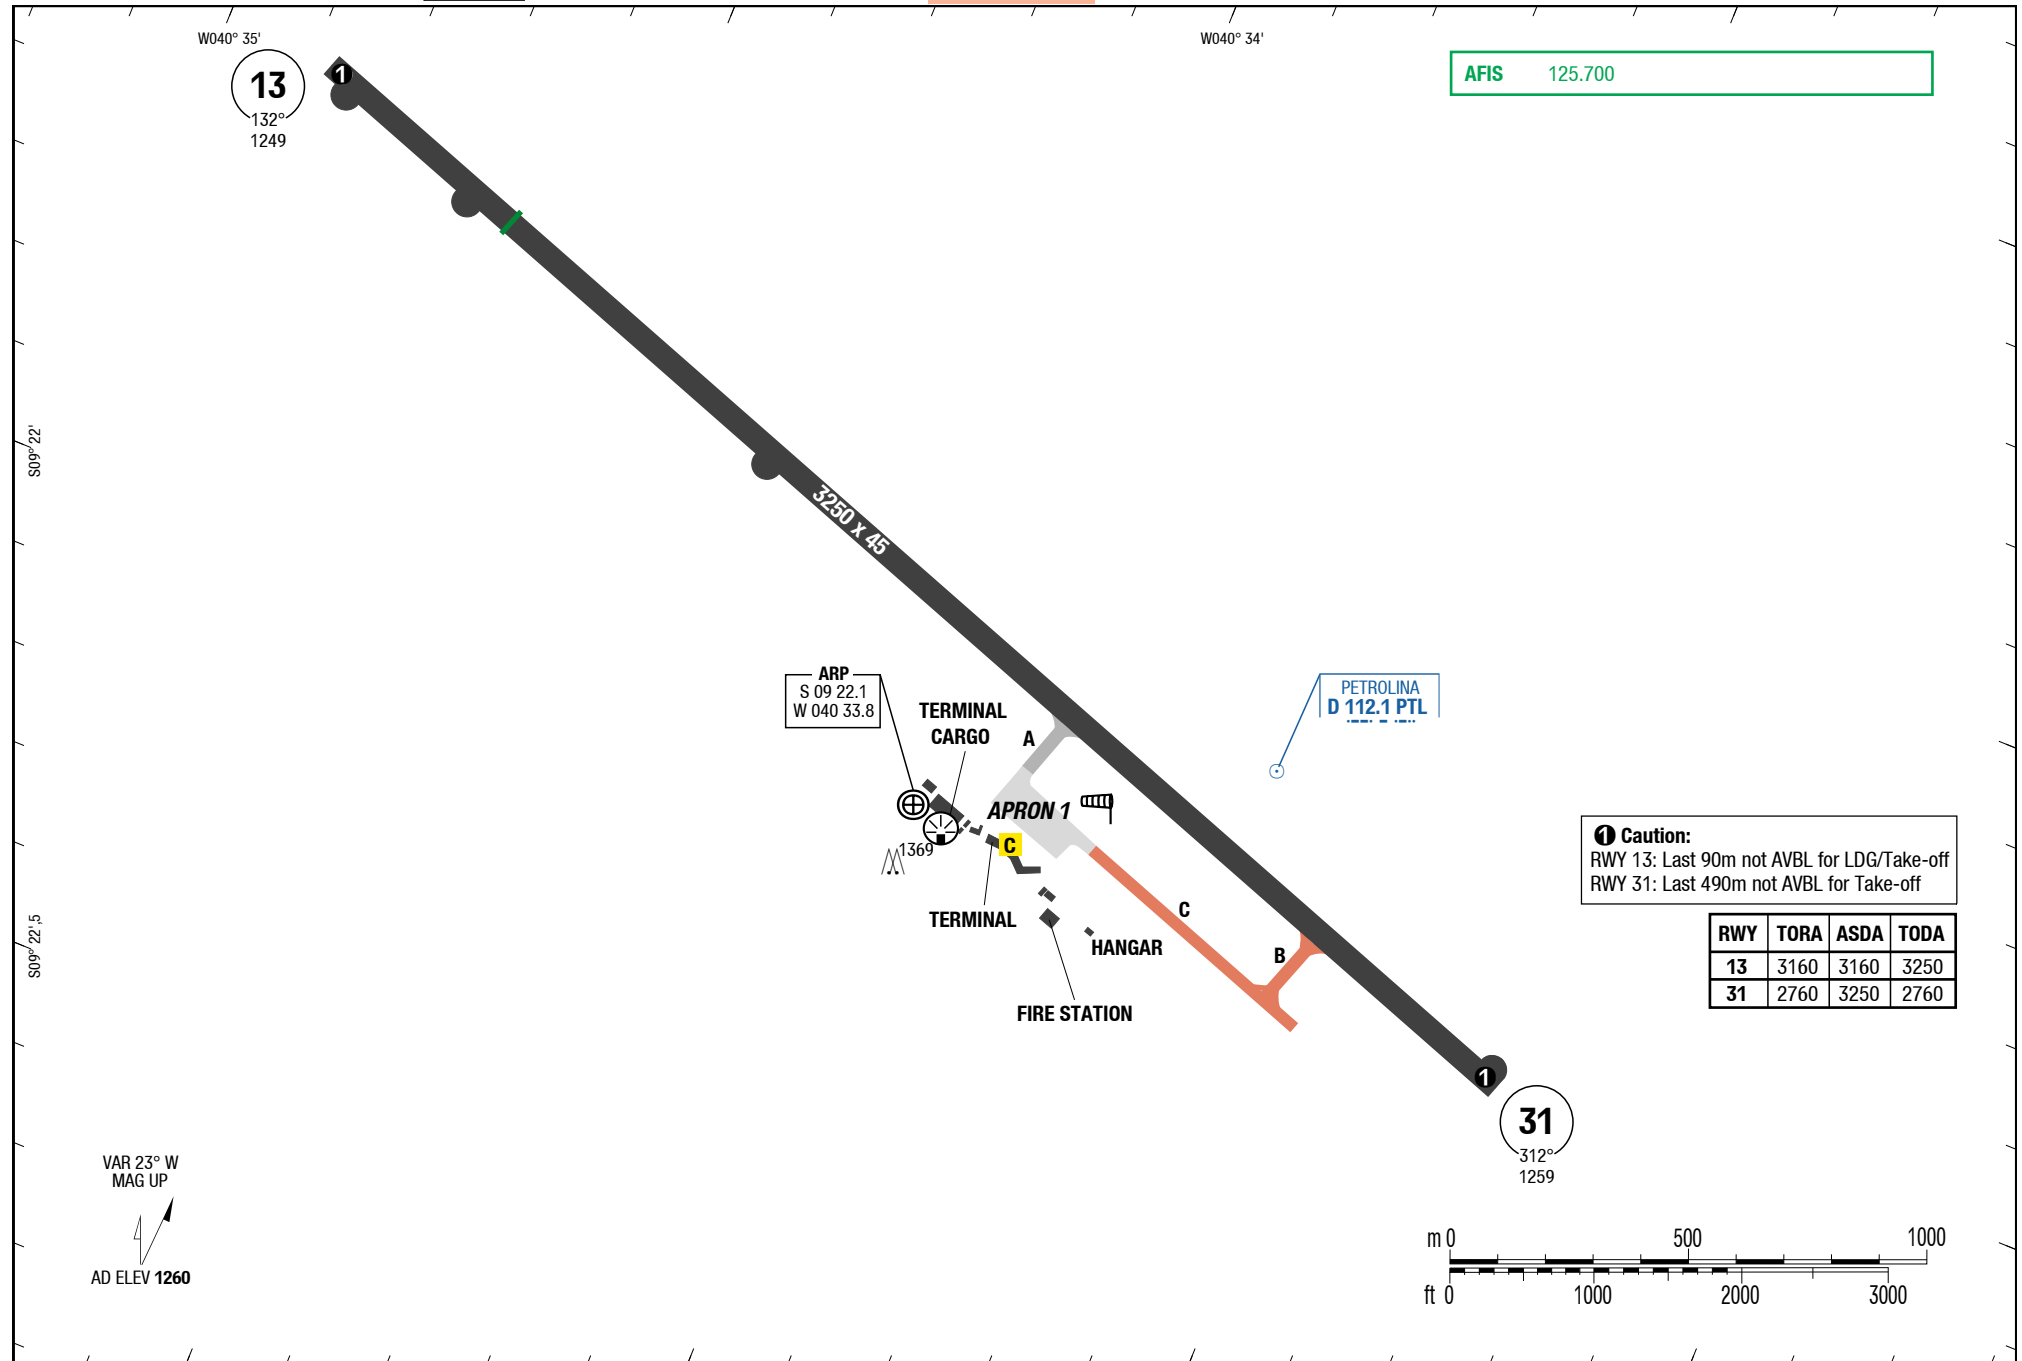 W040° 35'
W040° 34'
13
132°
1249
1
AFIS 125.700
S09° 22'
3250 x 45
ARP
S 09 22.1
W 040 33.8
TERMINAL
CARGO
A
PETROLINA
D 112.1 PTL
APRON 1
1369
C
TERMINAL
C
HANGAR
B
FIRE STATION
1 Caution:
RWY 13: Last 90m not AVBL for LDG/Take-off
RWY 31: Last 490m not AVBL for Take-off
RWY TORA ASDA TODA
13 3160 3160 3250
31 2760 3250 2760
S09° 22',5
1
31
312°
1259
VAR 23° W
MAG UP
AD ELEV 1260
m 0 500 1000
ft 0 1000 2000 3000